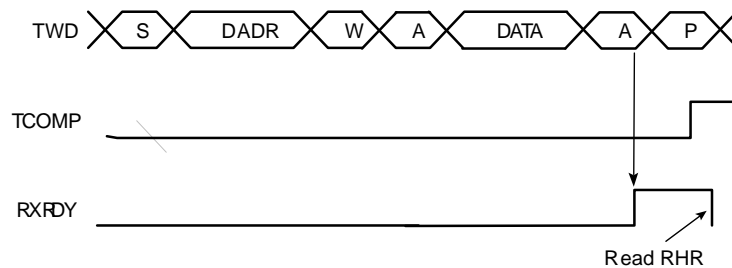 TWD S DADR W A DATA A P
TCOMP
RXRDY
Read RHR